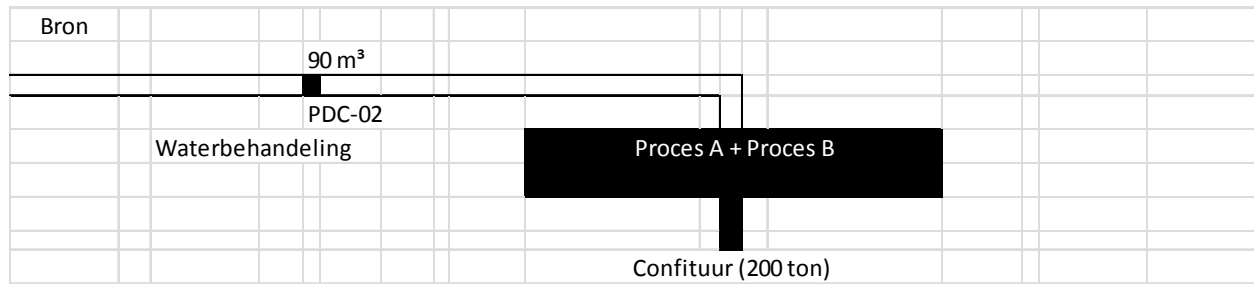 Bron
90 m³
PDC-02
Waterbehandeling
Proces A + Proces B
Confituur (200 ton)